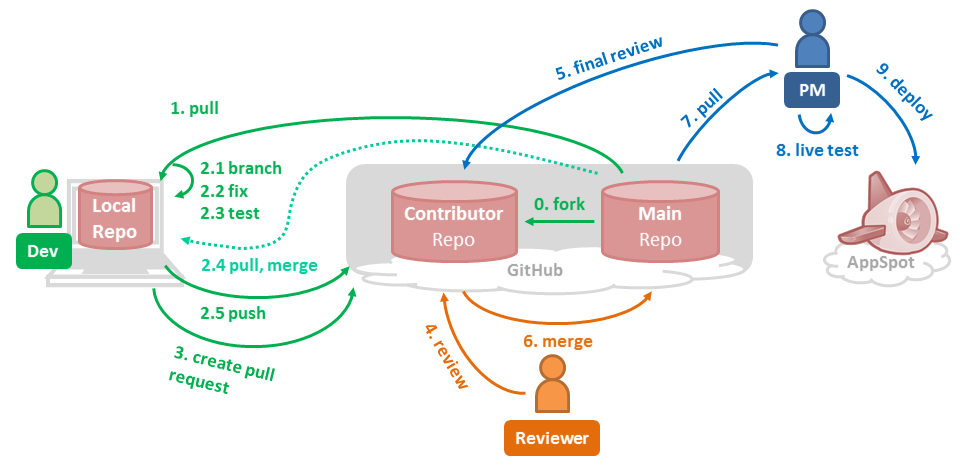 5. final review
PM
9. deploy
7. pull
8. live test
1. pull
2.1 branch
2.2 fix
2.3 test
Local
Repo
Dev
Contributor
Repo
0. fork
Main
Repo
GitHub
AppSpot
2.4 pull, merge
2.5 push
3. create pull
request
4. review
6. merge
Reviewer